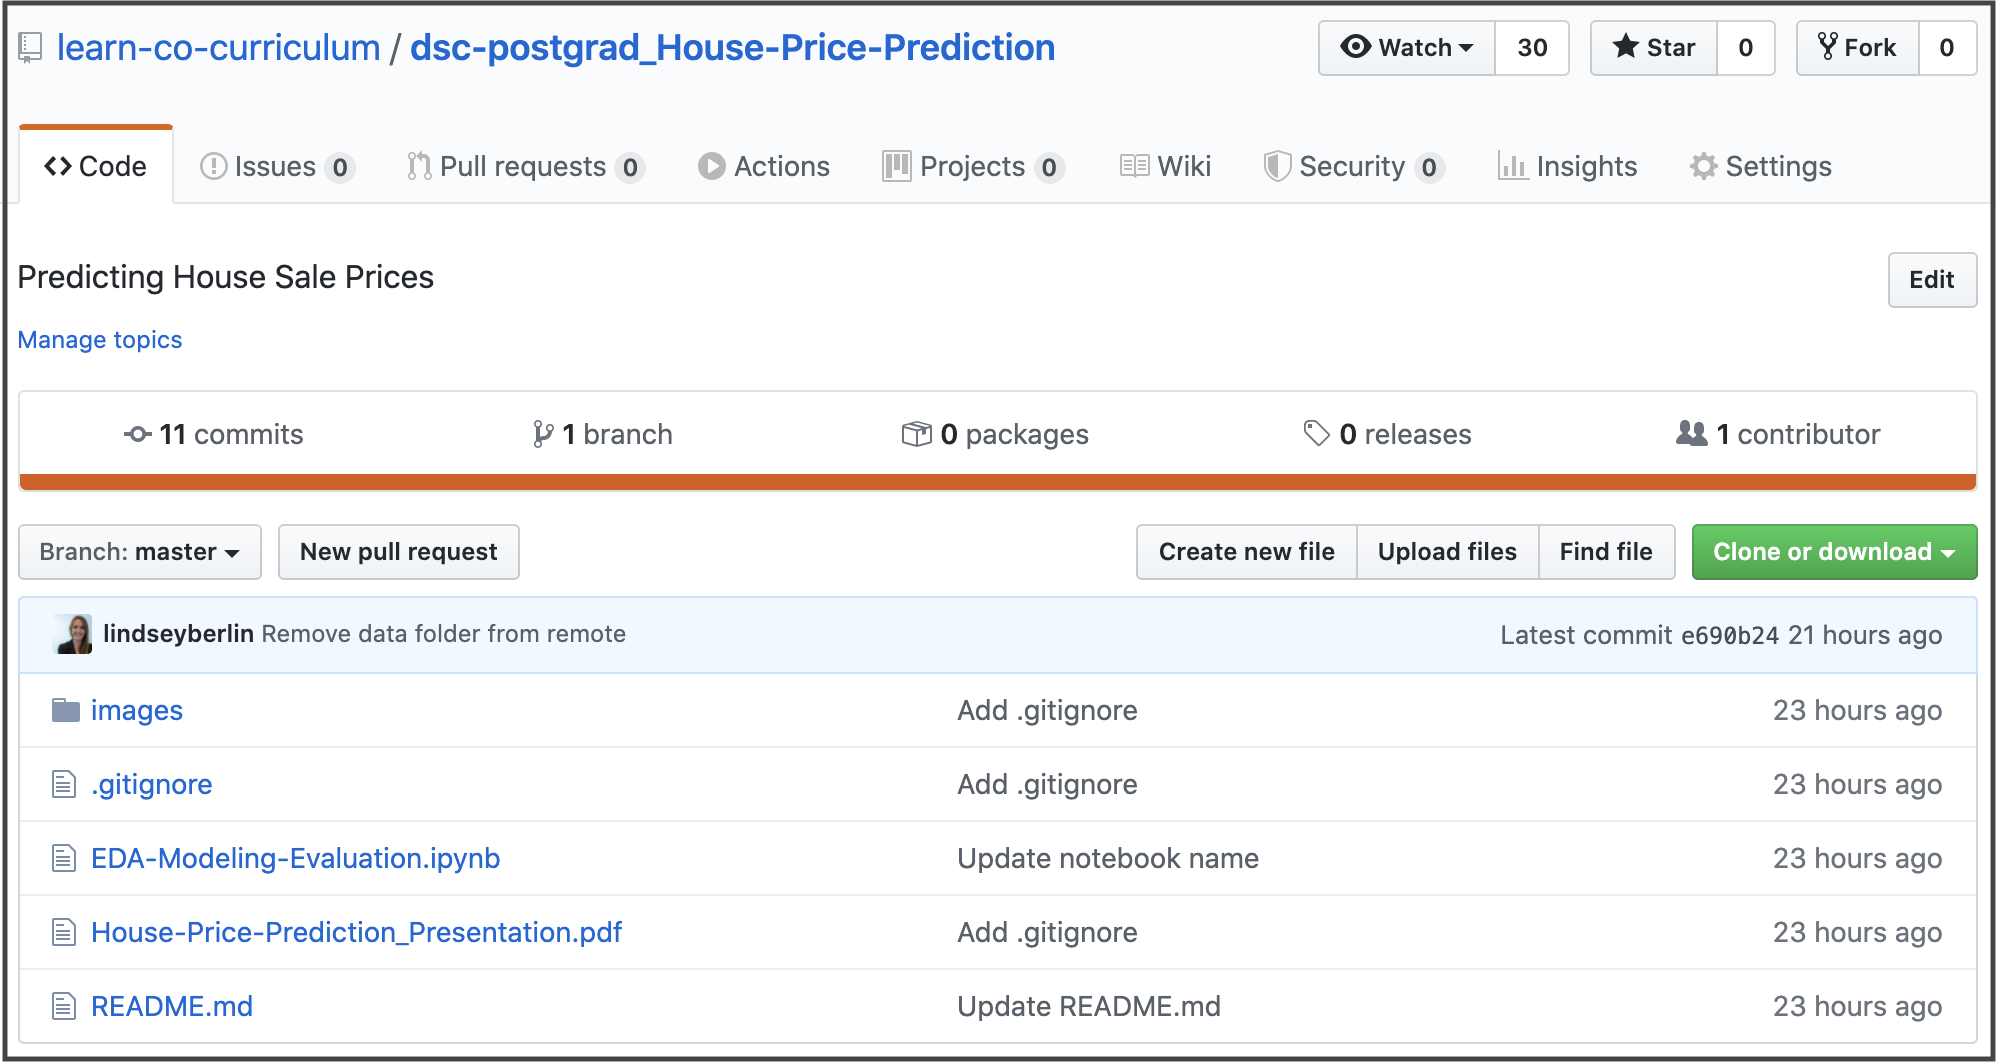 learn-co-curriculum / dsc-postgrad_House-Price-Prediction Watch 30 Star 0 Fork 0
Code Issues 0 Pull requests 0 Actions Projects 0 Wiki Security 0 Insights Settings
Predicting House Sale Prices Edit
Manage topics
11 commits 1 branch 0 packages 0 releases 1 contributor
Branch: master New pull request Create new file Upload files Find file Clone or download
lindseyberlin Remove data folder from remote Latest commit e690b24 21 hours ago
images Add .gitignore 23 hours ago
.gitignore Add .gitignore 23 hours ago
EDA-Modeling-Evaluation.ipynb Update notebook name 23 hours ago
House-Price-Prediction_Presentation.pdf Add .gitignore 23 hours ago
README.md Update README.md 23 hours ago